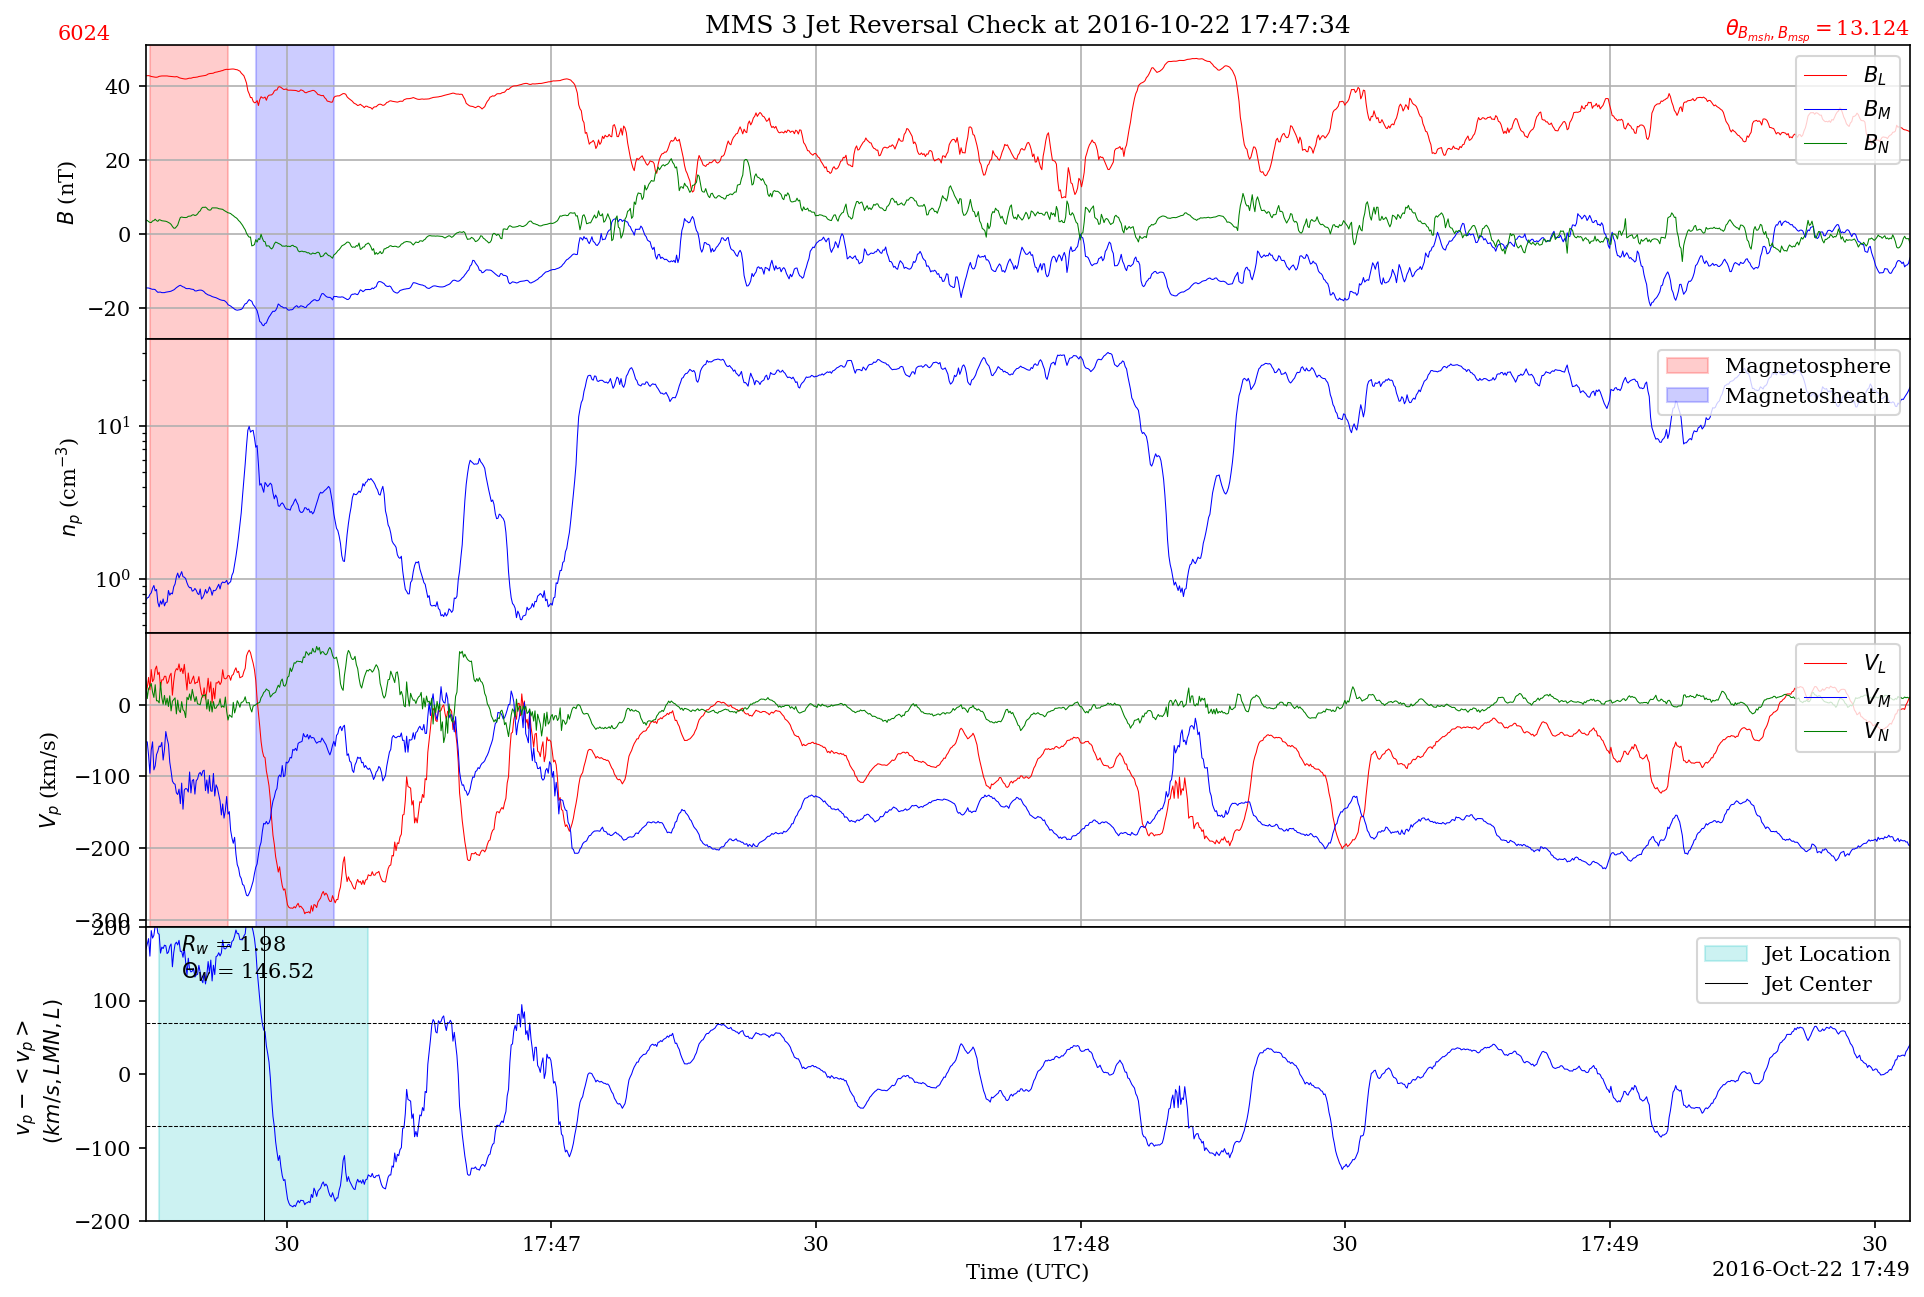 MMS 3 Jet Reversal Check at 2016-10-22 17:47:34
6024
θ_{B_{msh}, B_{msp}} = 13.124
40
20
0
−20
B (nT)
B_L
B_M
B_N
10¹
10⁰
n_p (cm⁻³)
Magnetosphere
Magnetosheath
0
−100
−200
−300
V_p (km/s)
V_L
V_M
V_N
200
100
0
−100
−200
v_p − < v_p >
(km/s, LMN, L)
R_w = 1.98
Θ_w = 146.52
Jet Location
Jet Center
30
17:47
30
17:48
30
17:49
30
Time (UTC)
2016-Oct-22 17:49